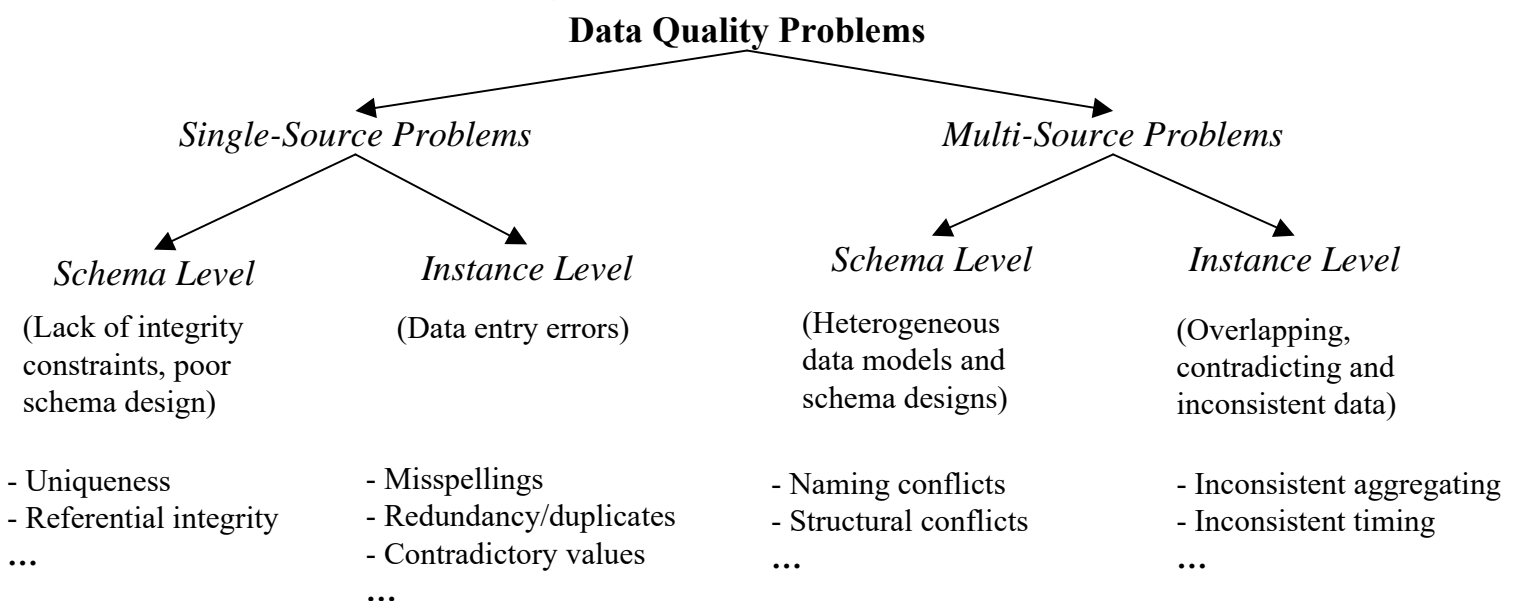 Data Quality Problems
Single-Source Problems
Multi-Source Problems
Schema Level
Instance Level
Schema Level
Instance Level
(Lack of integrity
constraints, poor
schema design)
(Data entry errors)
(Heterogeneous
data models and
schema designs)
(Overlapping,
contradicting and
inconsistent data)
- Uniqueness
- Referential integrity
...
- Misspellings
- Redundancy/duplicates
- Contradictory values
...
- Naming conflicts
- Structural conflicts
...
- Inconsistent aggregating
- Inconsistent timing
...